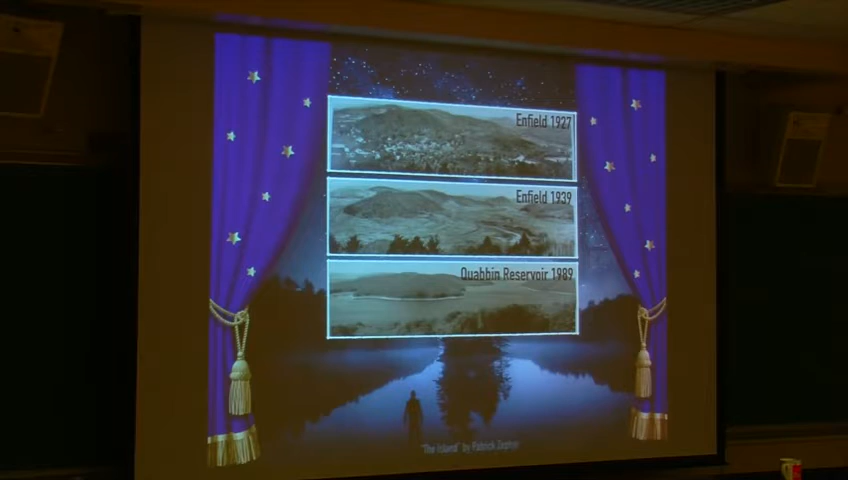 Enfield 1927
Enfield 1939
Quabbin Reservoir 1989
"The Island" by Patrick Zephyr